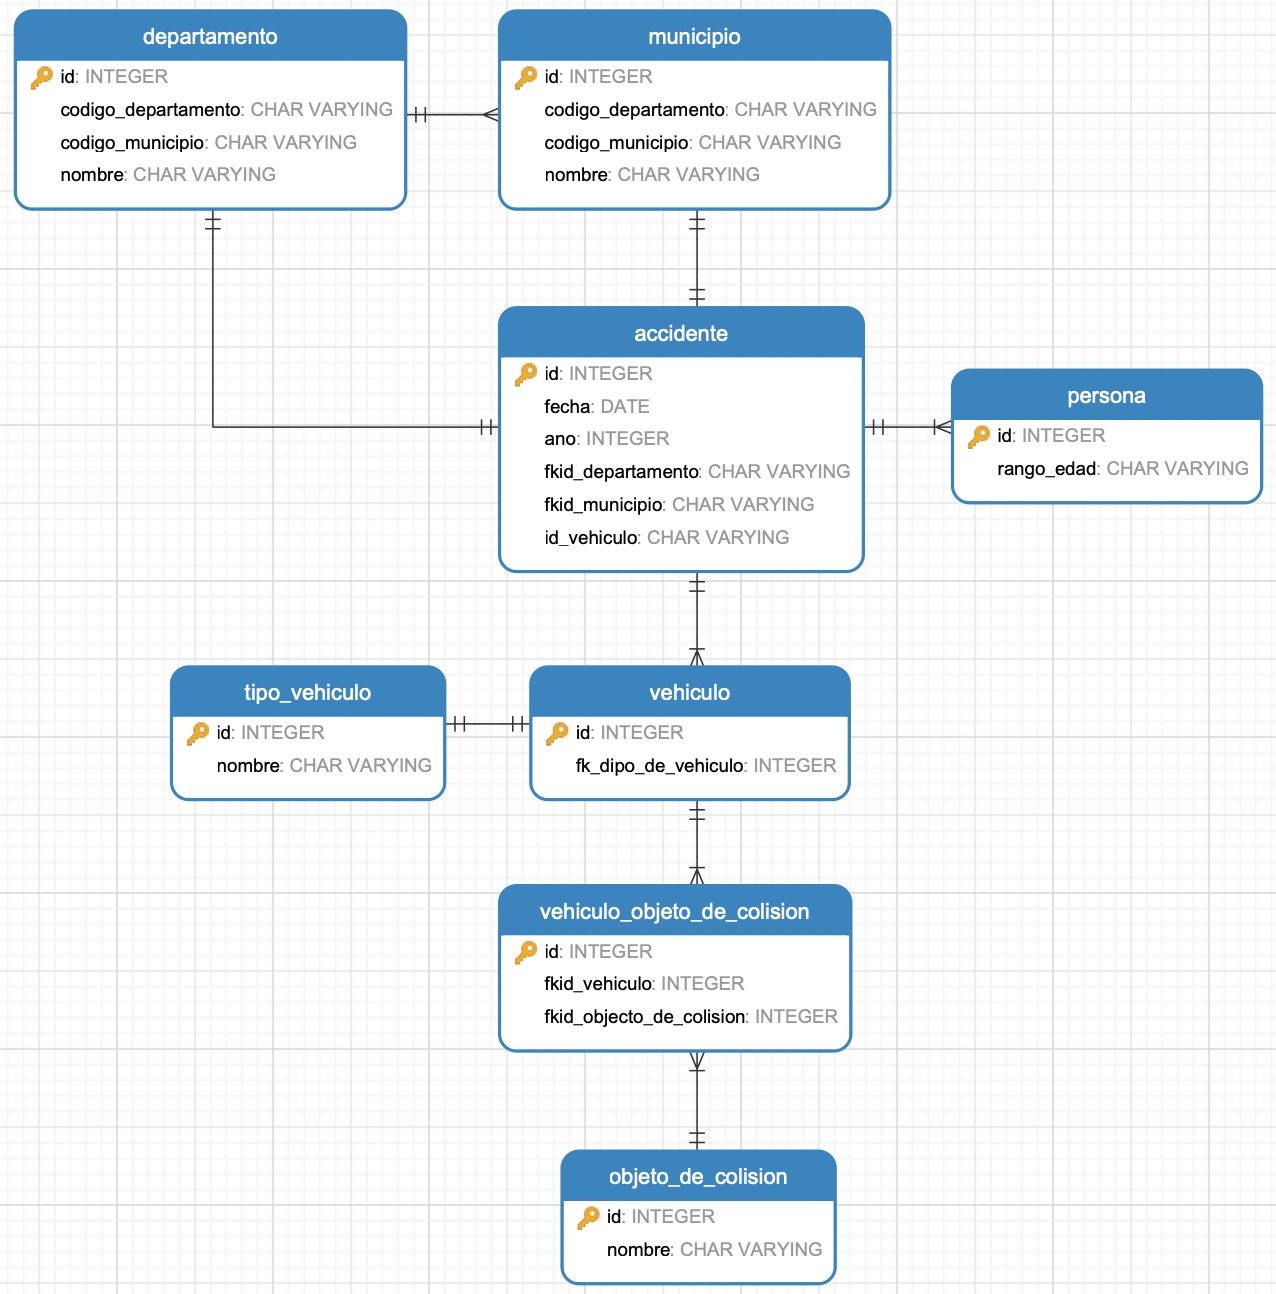 departamento
id: INTEGER
codigo_departamento: CHAR VARYING
codigo_municipio: CHAR VARYING
nombre: CHAR VARYING
municipio
id: INTEGER
codigo_departamento: CHAR VARYING
codigo_municipio: CHAR VARYING
nombre: CHAR VARYING
accidente
id: INTEGER
fecha: DATE
ano: INTEGER
fkid_departamento: CHAR VARYING
fkid_municipio: CHAR VARYING
id_vehiculo: CHAR VARYING
persona
id: INTEGER
rango_edad: CHAR VARYING
tipo_vehiculo
id: INTEGER
nombre: CHAR VARYING
vehiculo
id: INTEGER
fk_dipo_de_vehiculo: INTEGER
vehiculo_objeto_de_colision
id: INTEGER
fkid_vehiculo: INTEGER
fkid_objecto_de_colision: INTEGER
objeto_de_colision
id: INTEGER
nombre: CHAR VARYING